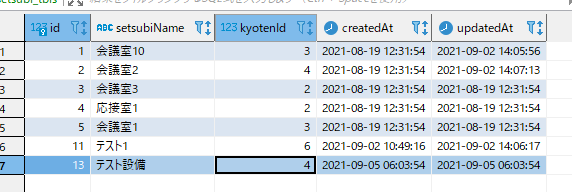 id ABC setsubiName 123 kyotenId createdAt updatedAt
1 1 会議室10 3 2021-08-19 12:31:54 2021-09-02 14:05:56
2 2 会議室2 4 2021-08-19 12:31:54 2021-09-02 14:07:13
3 3 会議室3 2 2021-08-19 12:31:54 2021-08-19 12:31:54
4 4 応接室1 2 2021-08-19 12:31:54 2021-08-19 12:31:54
5 5 会議室1 3 2021-08-19 12:31:54 2021-08-19 12:31:54
6 11 テスト1 6 2021-09-02 10:49:16 2021-09-02 14:06:17
7 13 テスト設備 4 2021-09-05 06:03:54 2021-09-05 06:03:54